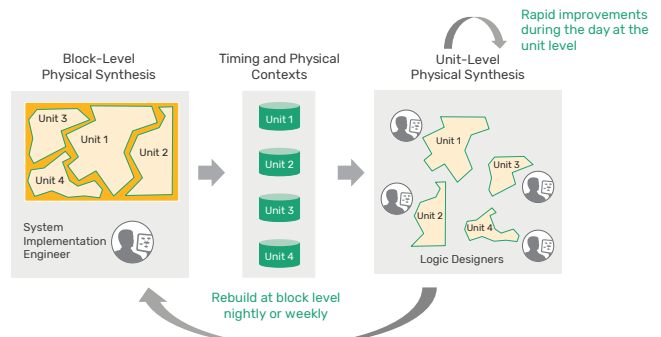 Rapid improvements
during the day at the
unit level
Block-Level
Physical Synthesis
Timing and Physical
Contexts
Unit-Level
Physical Synthesis
Unit 3
Unit 1
Unit 2
Unit 4
System
Implementation
Engineer
Unit 1
Unit 2
Unit 3
Unit 4
Unit 1
Unit 3
Unit 2
Unit 4
Logic Designers
Rebuild at block level
nightly or weekly